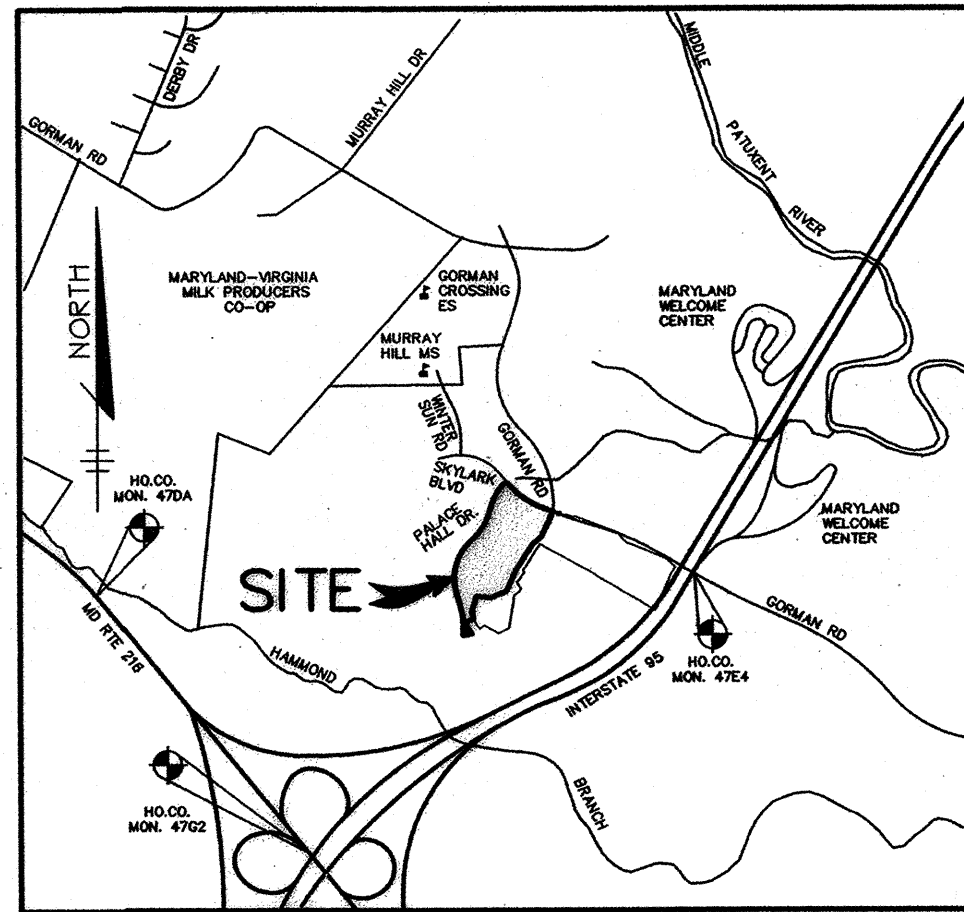 DERBY DR
MURRAY HILL DR
GORMAN RD
MIDDLE
PATUXENT
RIVER
NORTH
MARYLAND-VIRGINIA
MILK PRODUCERS
CO-OP
GORMAN
CROSSING
ES
MURRAY
HILL MS
MARYLAND
WELCOME
CENTER
WINTER
SUN RD
GORMAN RD
SKYLARK
BLVD
PALACE
HALL DR.
HO.CO.
MON. 47DA
MARYLAND
WELCOME
CENTER
SITE
MD RTE 216
HAMMOND
GORMAN RD
HO.CO.
MON. 47E4
INTERSTATE 95
HO.CO.
MON. 47G2
BRANCH